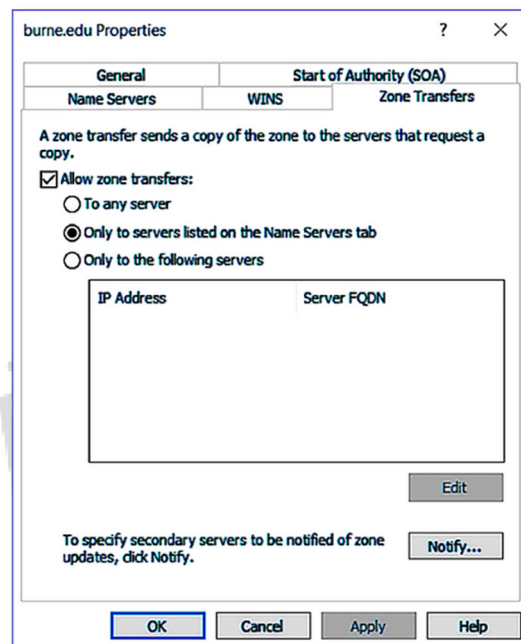 burne.edu Properties
?
General
Start of Authority (SOA)
Name Servers
WINS
Zone Transfers
A zone transfer sends a copy of the zone to the servers that request a
copy.
Allow zone transfers:
To any server
Only to servers listed on the Name Servers tab
Only to the following servers
IP Address
Server FQDN
Edit
To specify secondary servers to be notified of zone
updates, click Notify.
Notify...
OK
Cancel
Apply
Help